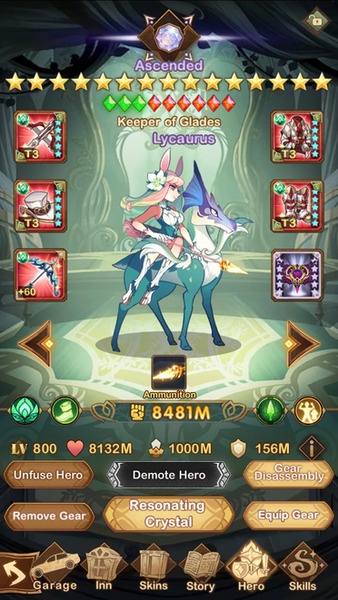 Ascended
Keeper of Glades
Lycaurus
T3
T3
T3
T3
+60
Ammunition
8481M
LV 800
8132M
1000M
156M
Unfuse Hero
Demote Hero
Gear
Disassembly
Remove Gear
Resonating
Crystal
Equip Gear
Garage
Inn
Skins
Story
Hero
Skills